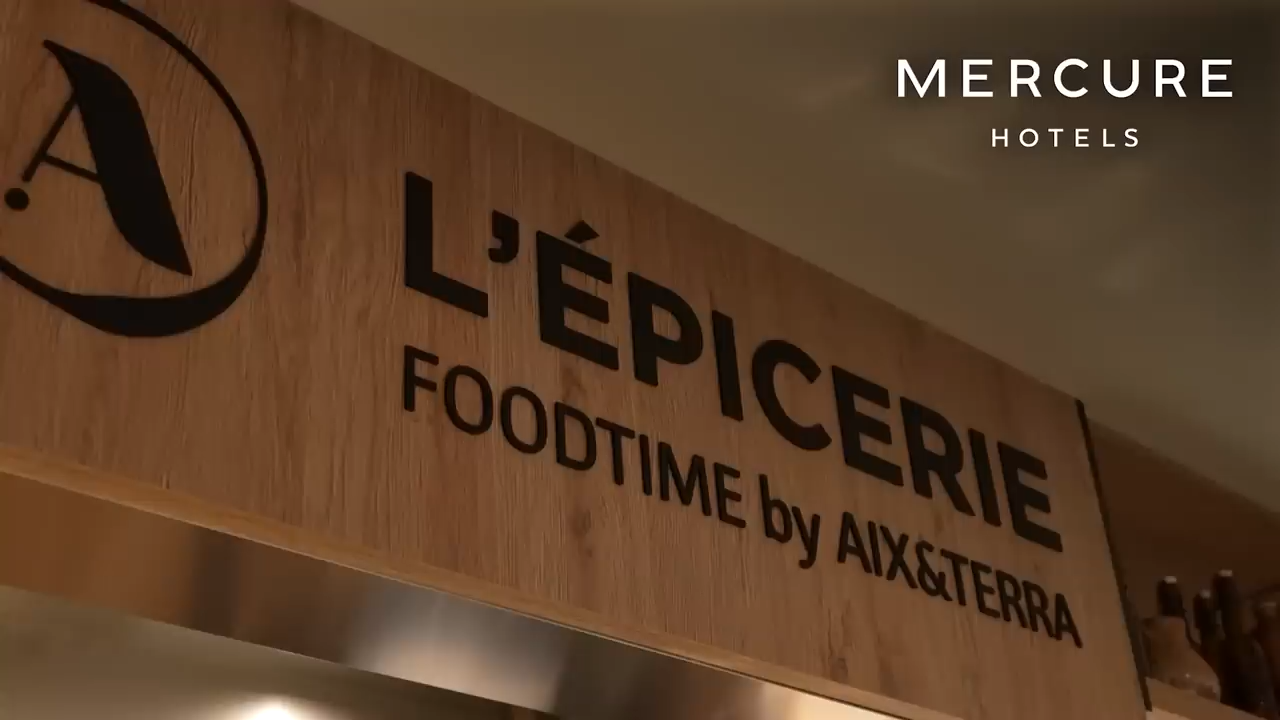 MERCURE
HOTELS
A
L'ÉPICERIE
FOODTIME by AIX&TERRA